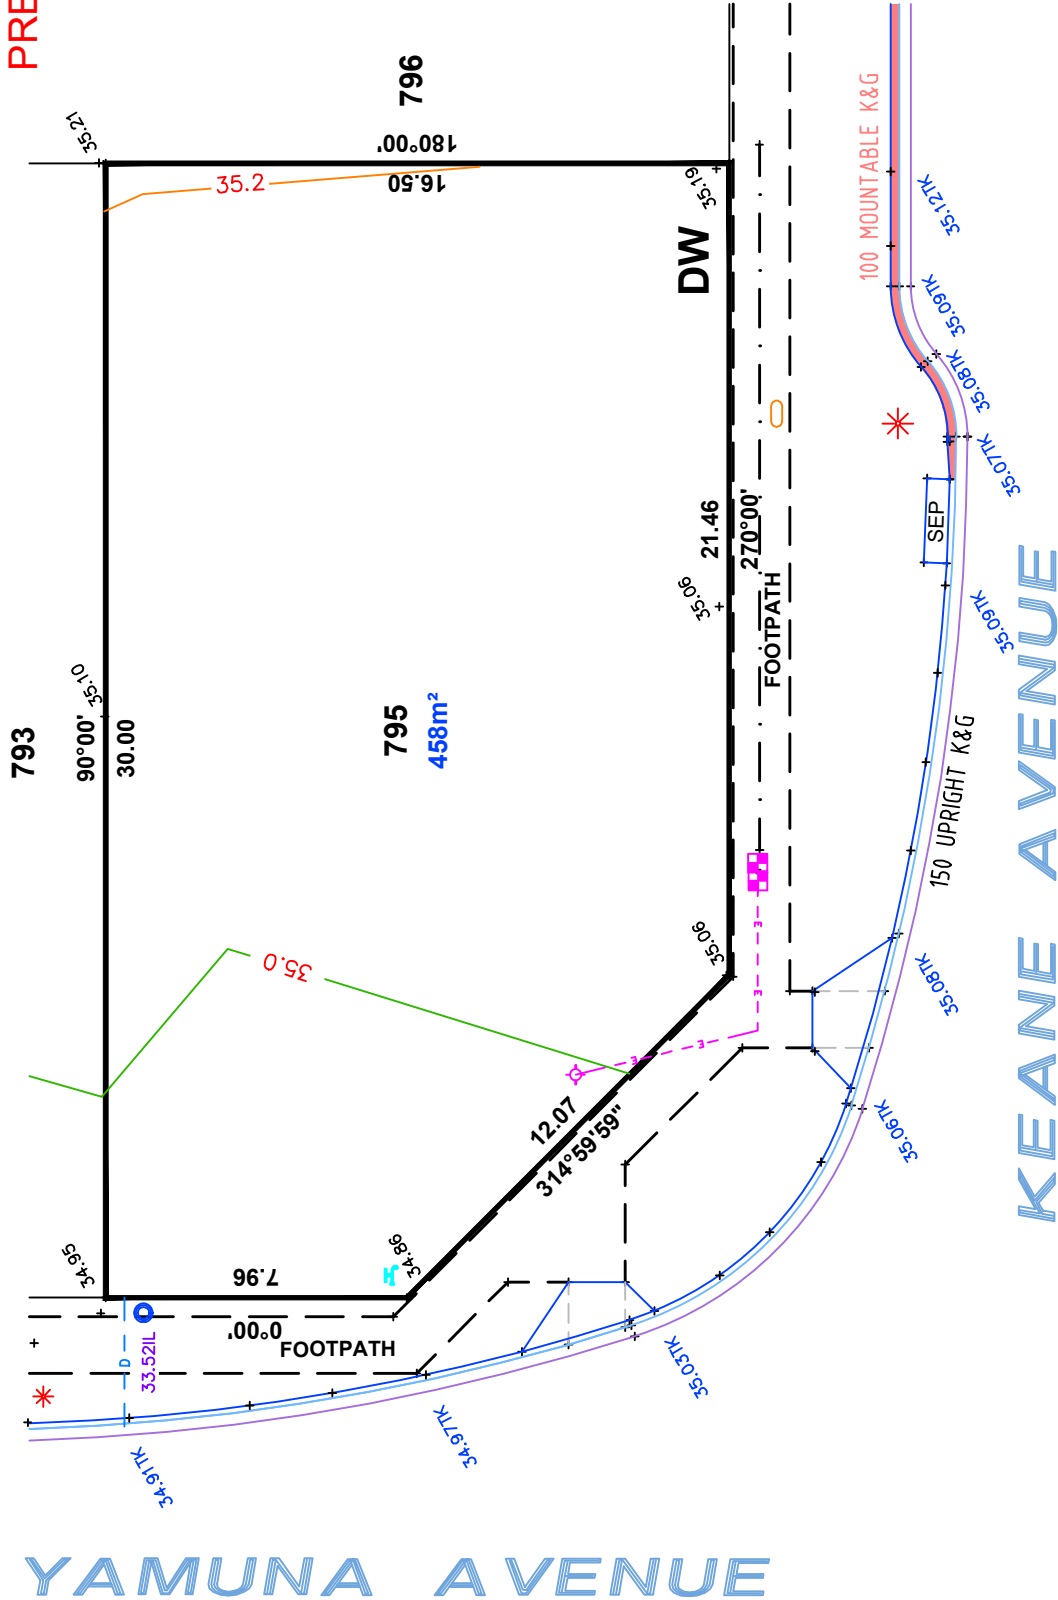 PRE
796
35.21
180°00'
16.50
35.2
35.19
DW
100 MOUNTABLE K&G
35.12TK
35.09TK
35.08TK
35.07TK
SEP
35.09TK
21.46
270°00'
35.06
FOOTPATH
793
90°00'
30.00
35.10
795
458m²
150 UPRIGHT K&G
KEANE AVENUE
35.0
35.06
E
E
E
E
35.08TK
35.06TK
12.07
314°59'59"
34.95
7.96
34.86
H
0°00'
FOOTPATH
D
33.52IL
35.03TK
34.97TK
34.91TK
YAMUNA AVENUE